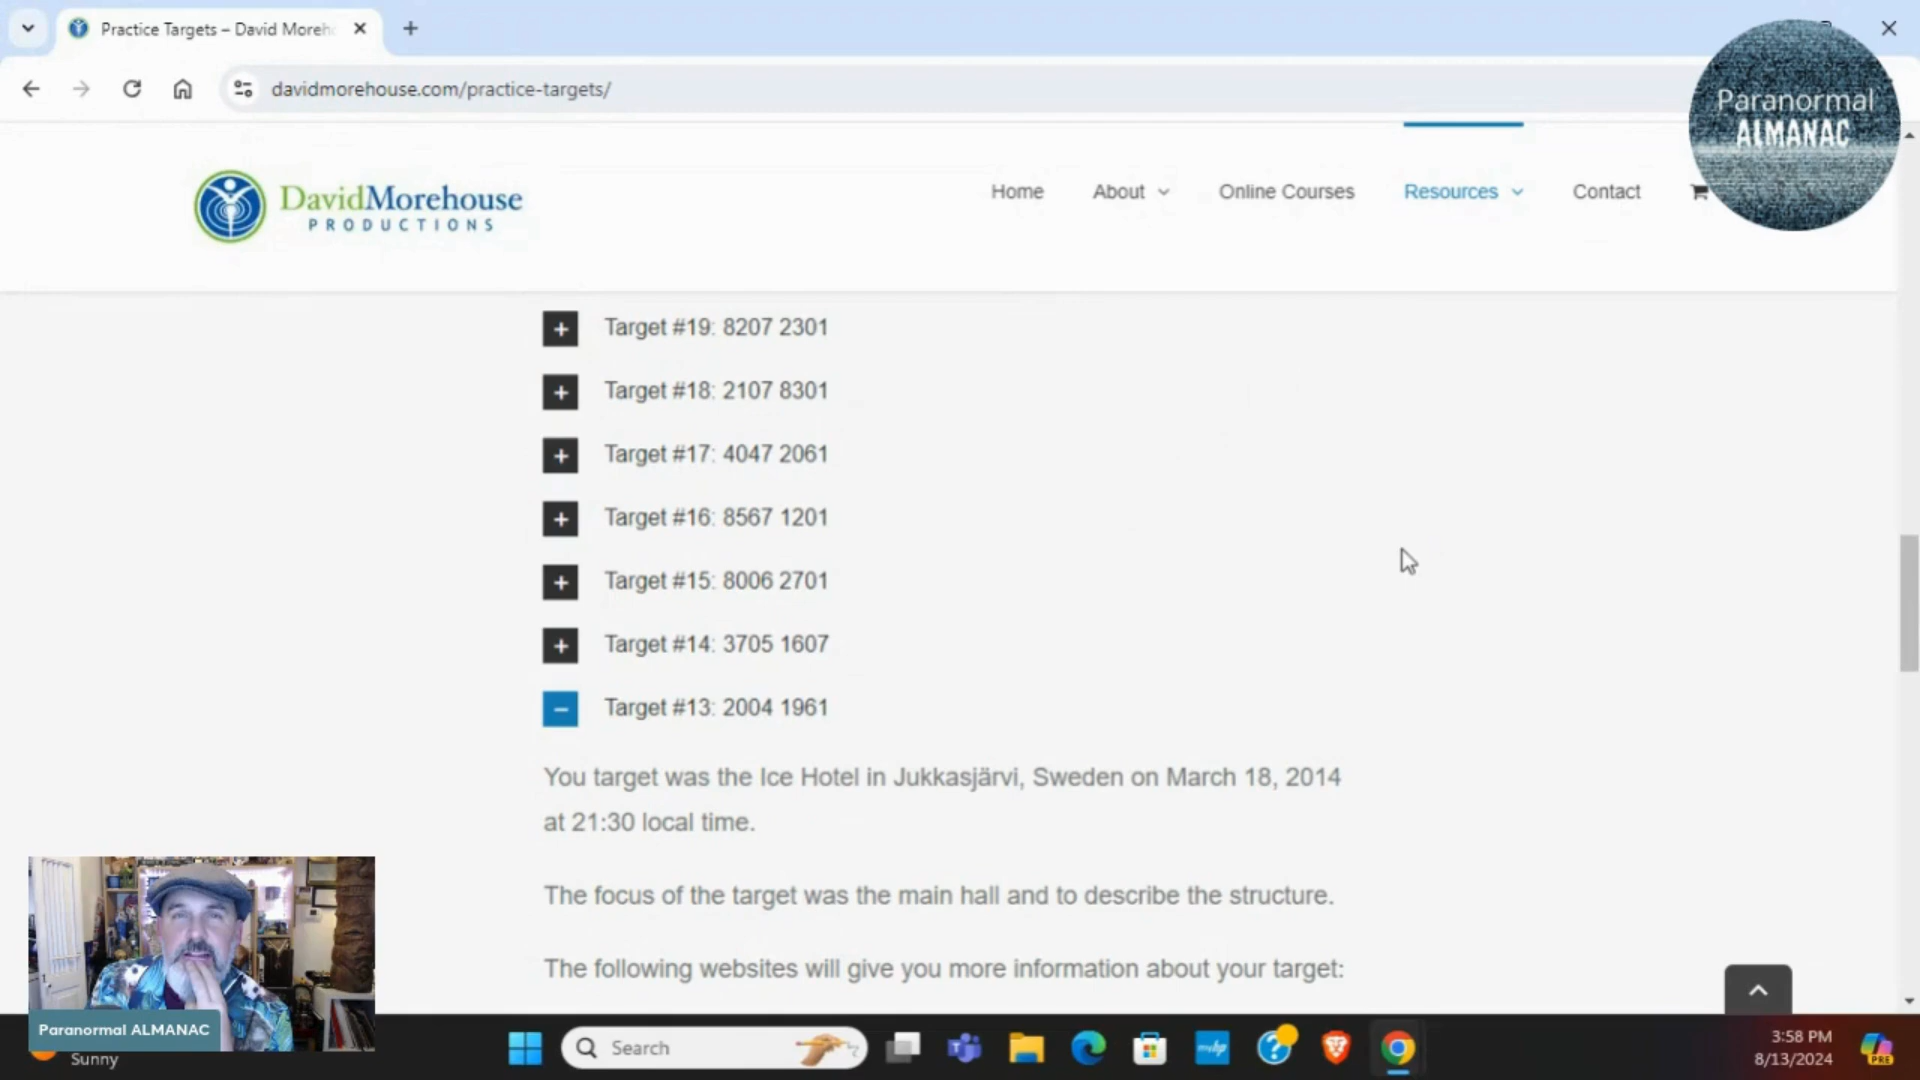 Practice Targets – David Moreh
davidmorehouse.com/practice-targets/
Paranormal
ALMANAC
DavidMorehouse
PRODUCTIONS
Home
About
Online Courses
Resources
Contact
Target #19: 8207 2301
Target #18: 2107 8301
Target #17: 4047 2061
Target #16: 8567 1201
Target #15: 8006 2701
Target #14: 3705 1607
Target #13: 2004 1961
You target was the Ice Hotel in Jukkasjärvi, Sweden on March 18, 2014
at 21:30 local time.
The focus of the target was the main hall and to describe the structure.
The following websites will give you more information about your target:
Paranormal ALMANAC
Sunny
Search
myhp
3:58 PM
8/13/2024
PRE